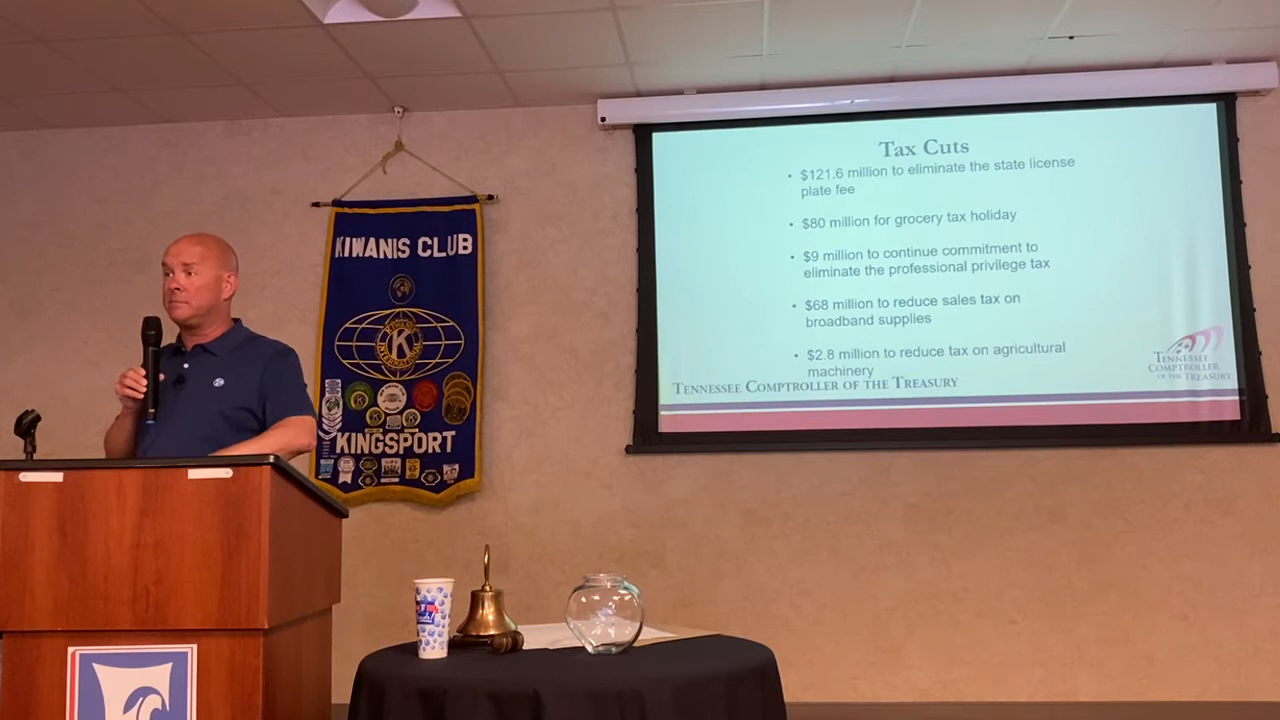 KIWANIS CLUB
K
KIWANIS
INTERNATIONAL
KINGSPORT
Tax Cuts
• $121.6 million to eliminate the state license
plate fee
• $80 million for grocery tax holiday
• $9 million to continue commitment to
eliminate the professional privilege tax
• $68 million to reduce sales tax on
broadband supplies
• $2.8 million to reduce tax on agricultural
machinery
TENNESSEE COMPTROLLER OF THE TREASURY
TENNESSEE
COMPTROLLER
OF THE TREASURY